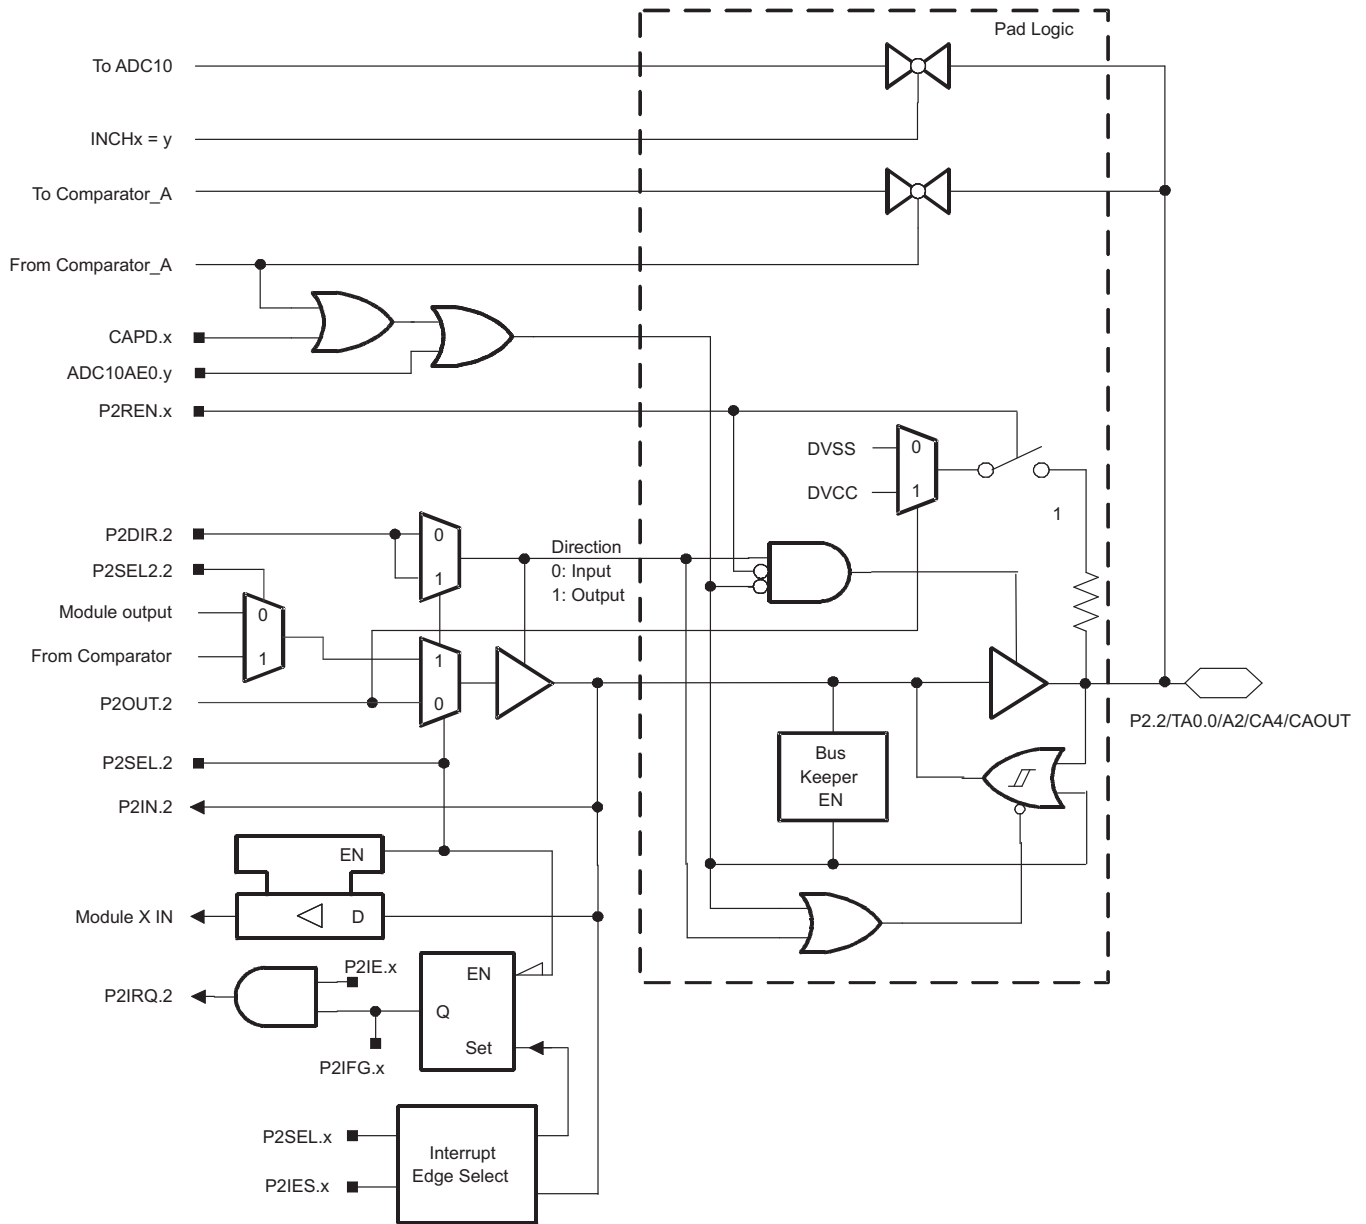 Pad Logic
To ADC10
INCHx = y
To Comparator_A
From Comparator_A
CAPD.x
ADC10AE0.y
P2REN.x
DVSS
0
DVCC
1
1
P2DIR.2
0
1
Direction
0: Input
1: Output
P2SEL2.2
Module output
0
From Comparator
1
1
0
P2OUT.2
P2.2/TA0.0/A2/CA4/CAOUT
Bus
Keeper
EN
P2SEL.2
P2IN.2
EN
Module X IN
D
P2IE.x
P2IRQ.2
EN
Q
Set
P2IFG.x
P2SEL.x
Interrupt
Edge Select
P2IES.x